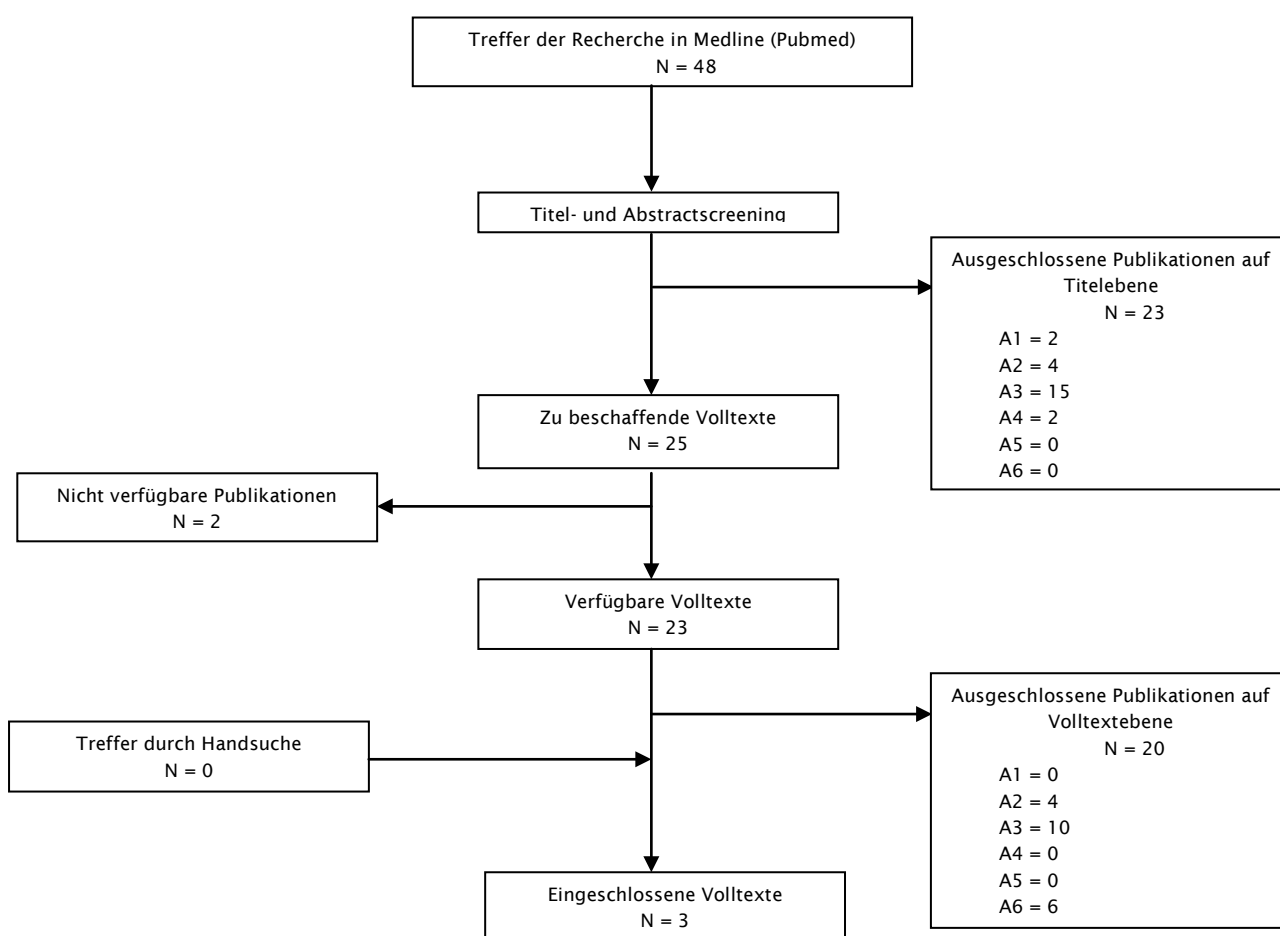 Treffer der Recherche in Medline (Pubmed)
N = 48
Titel- und Abstractscreening
Ausgeschlossene Publikationen auf
Titelebene
N = 23
A1 = 2
A2 = 4
A3 = 15
A4 = 2
A5 = 0
A6 = 0
Zu beschaffende Volltexte
N = 25
Nicht verfügbare Publikationen
N = 2
Verfügbare Volltexte
N = 23
Ausgeschlossene Publikationen auf
Volltextebene
N = 20
A1 = 0
A2 = 4
A3 = 10
A4 = 0
A5 = 0
A6 = 6
Treffer durch Handsuche
N = 0
Eingeschlossene Volltexte
N = 3